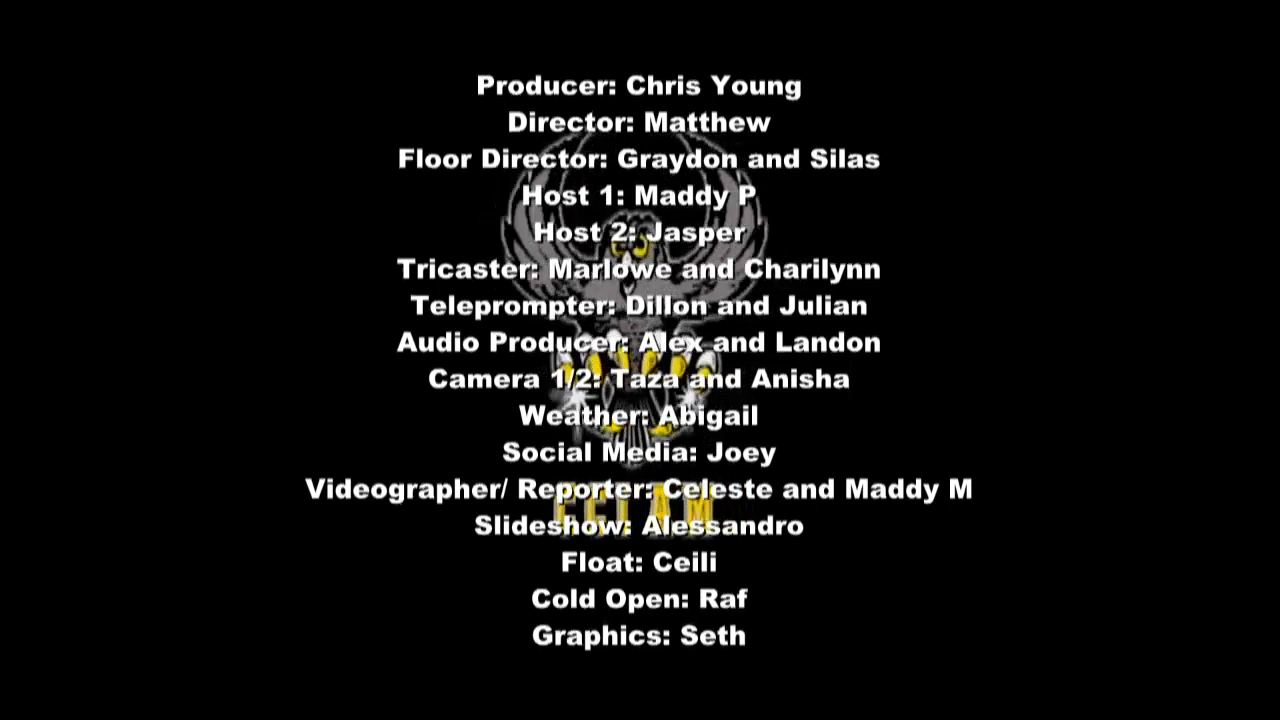 Producer: Chris Young
Director: Matthew
Floor Director: Graydon and Silas
Host 1: Maddy P
Host 2: Jasper
Tricaster: Marlowe and Charilynn
Teleprompter: Dillon and Julian
Audio Producer: Alex and Landon
Camera 1/2: Taza and Anisha
Weather: Abigail
Social Media: Joey
Videographer/ Reporter: Celeste and Maddy M
Slideshow: Alessandro
Float: Ceili
Cold Open: Raf
Graphics: Seth